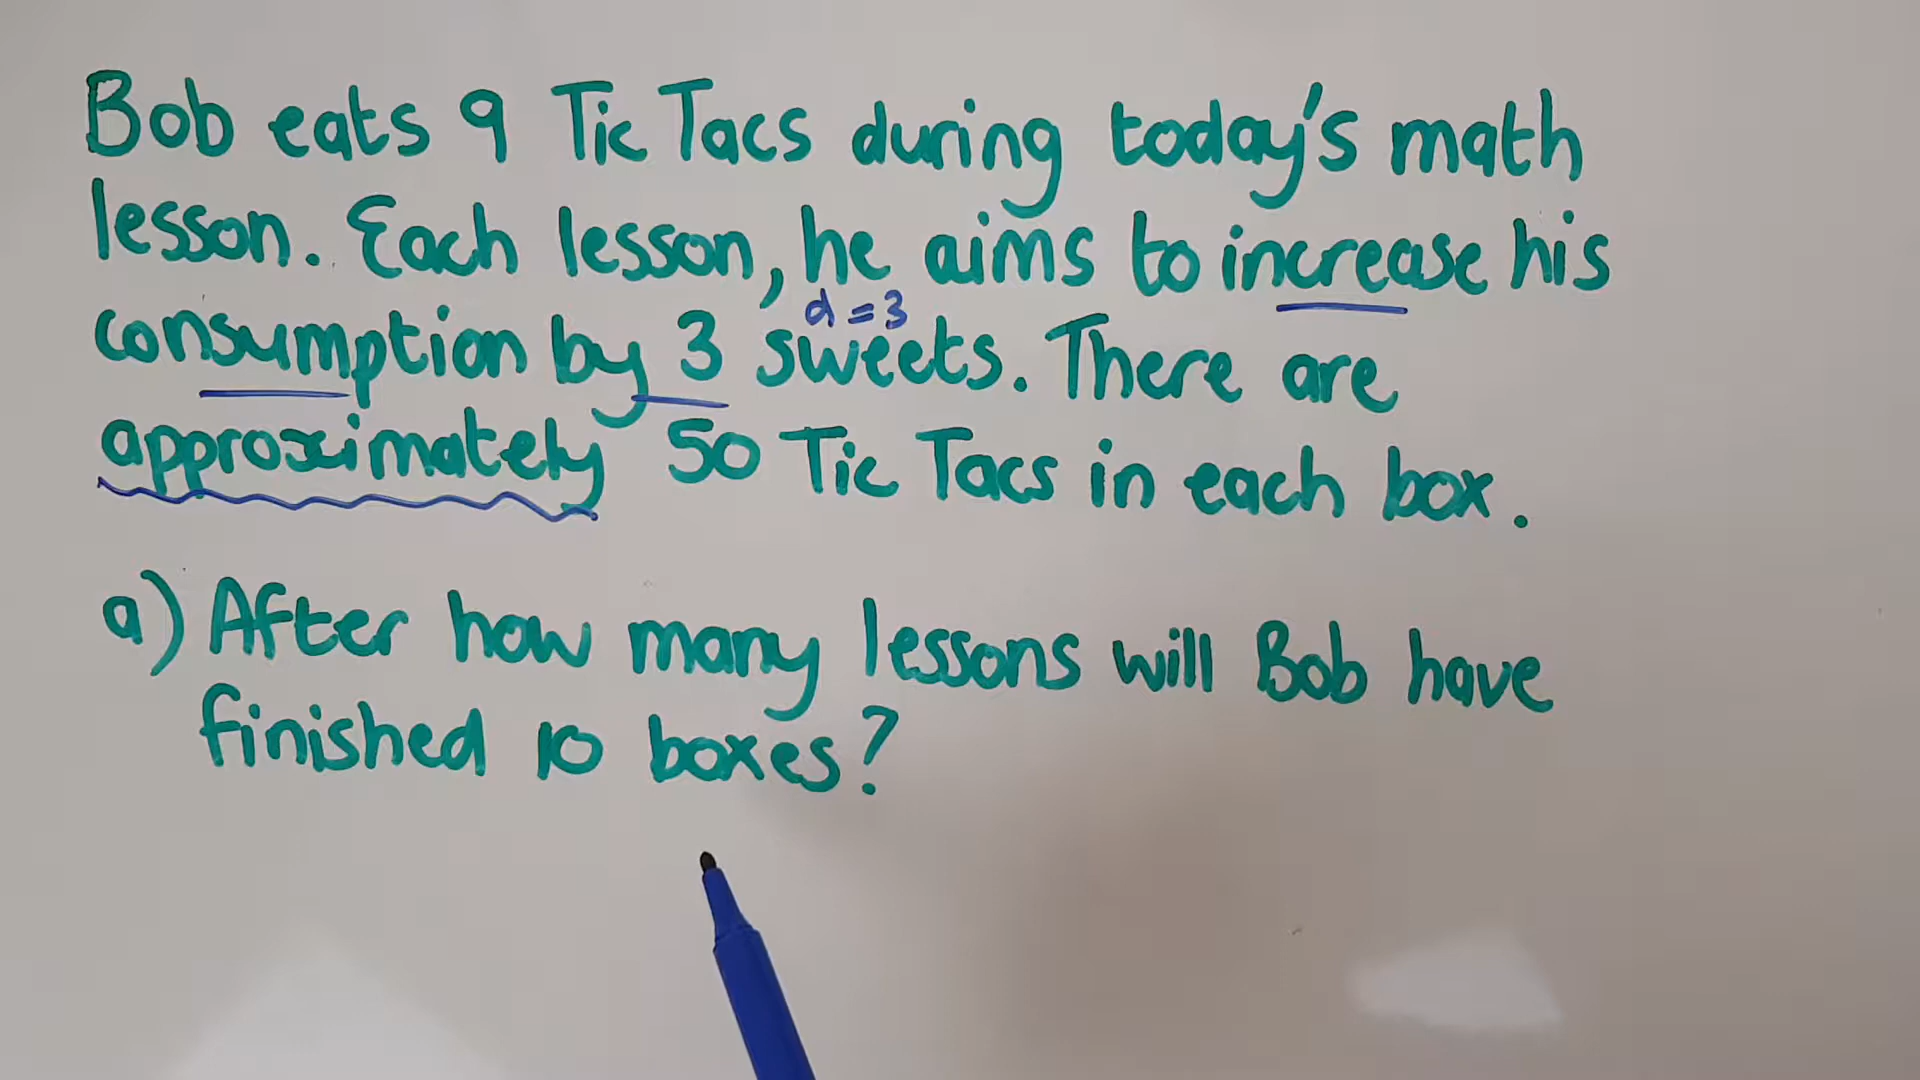 Bob eats 9 Tic Tacs during today's math
lesson. Each lesson, he aims to increase his
d = 3
consumption by 3 sweets. There are
approximately 50 Tic Tacs in each box.
a) After how many lessons will Bob have
finished 10 boxes?